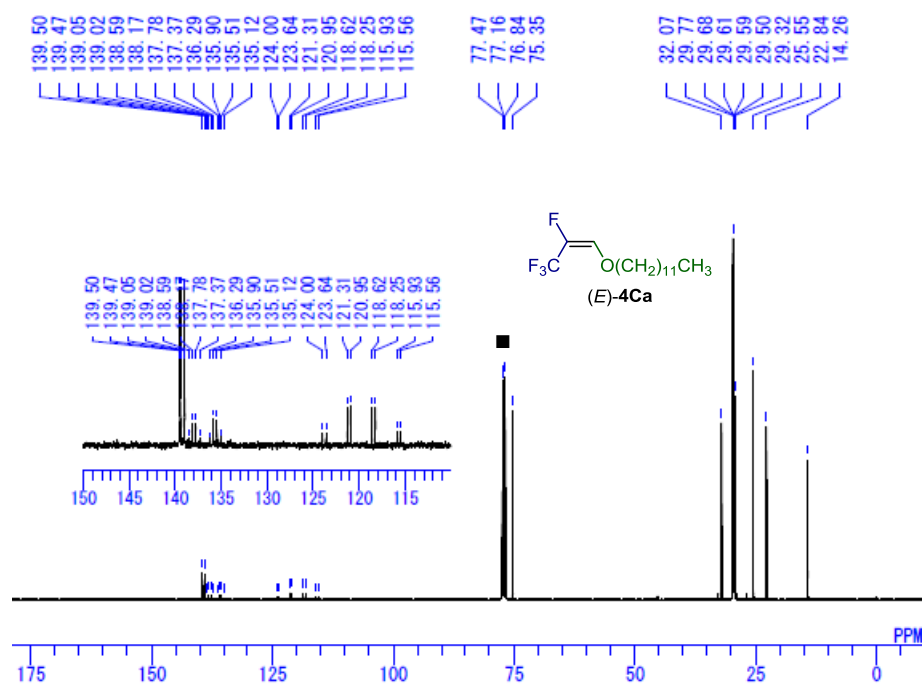 139.50 139.47 139.05 139.02 138.59 138.17 137.78 137.37 136.29 135.90 135.51 135.12 124.00 123.64 121.31 120.95 118.62 118.25 115.93 115.56
77.47 77.16 76.84 75.35
32.07 29.77 29.68 29.61 29.59 29.50 29.32 25.55 22.84 14.26
F
F3C
O(CH2)11CH3
(E)-4Ca
139.50 139.47 139.05 139.02 138.59 137.78 137.37 136.29 135.90 135.51 135.12 124.00 123.64 121.31 120.95 118.62 118.25 115.93 115.56
150 145 140 135 130 125 120 115
PPM
175 150 125 100 75 50 25 0